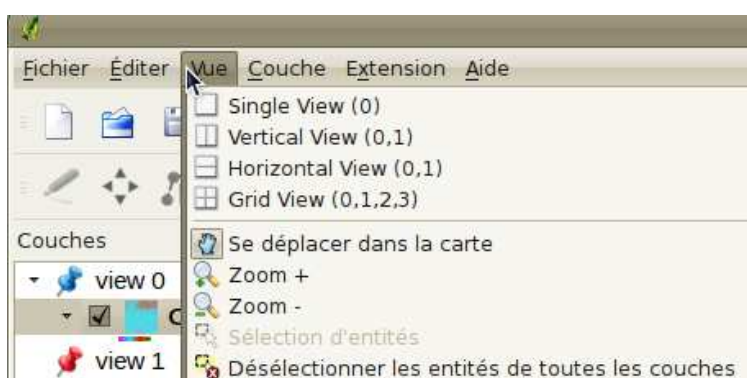 Fichier Éditer Vue Couche Extension Aide
Single View (0)
Vertical View (0,1)
Horizontal View (0,1)
Grid View (0,1,2,3)
Couches
Se déplacer dans la carte
view 0
Zoom +
Zoom -
C
Sélection d'entités
view 1
Désélectionner les entités de toutes les couches